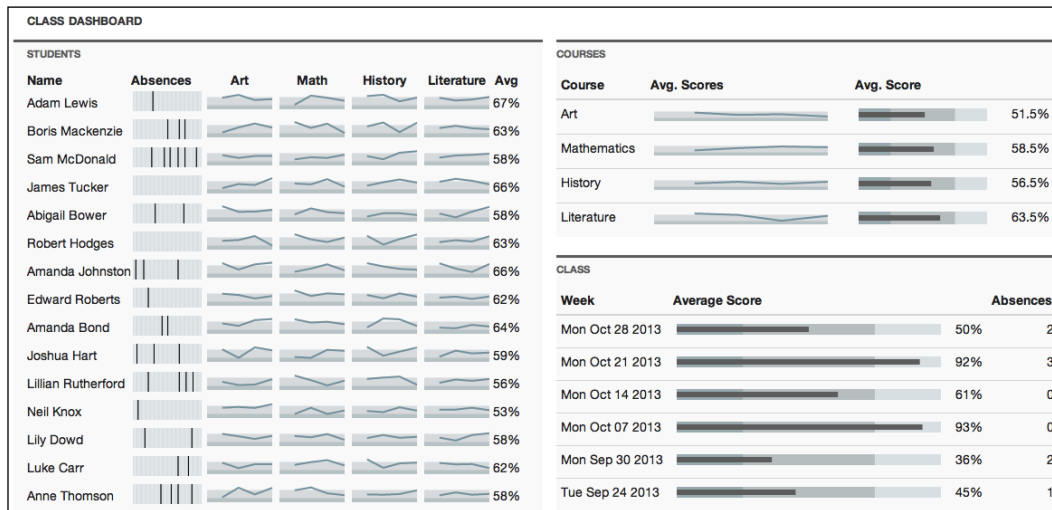 CLASS DASHBOARD
STUDENTS
Name Absences Art Math History Literature Avg
Adam Lewis 67%
Boris Mackenzie 63%
Sam McDonald 58%
James Tucker 66%
Abigail Bower 58%
Robert Hodges 63%
Amanda Johnston 66%
Edward Roberts 62%
Amanda Bond 64%
Joshua Hart 59%
Lillian Rutherford 56%
Neil Knox 53%
Lily Dowd 58%
Luke Carr 62%
Anne Thomson 58%
COURSES
Course Avg. Scores Avg. Score
Art 51.5%
Mathematics 58.5%
History 56.5%
Literature 63.5%
CLASS
Week Average Score Absences
Mon Oct 28 2013 50% 2
Mon Oct 21 2013 92% 3
Mon Oct 14 2013 61% 0
Mon Oct 07 2013 93% 0
Mon Sep 30 2013 36% 2
Tue Sep 24 2013 45% 1